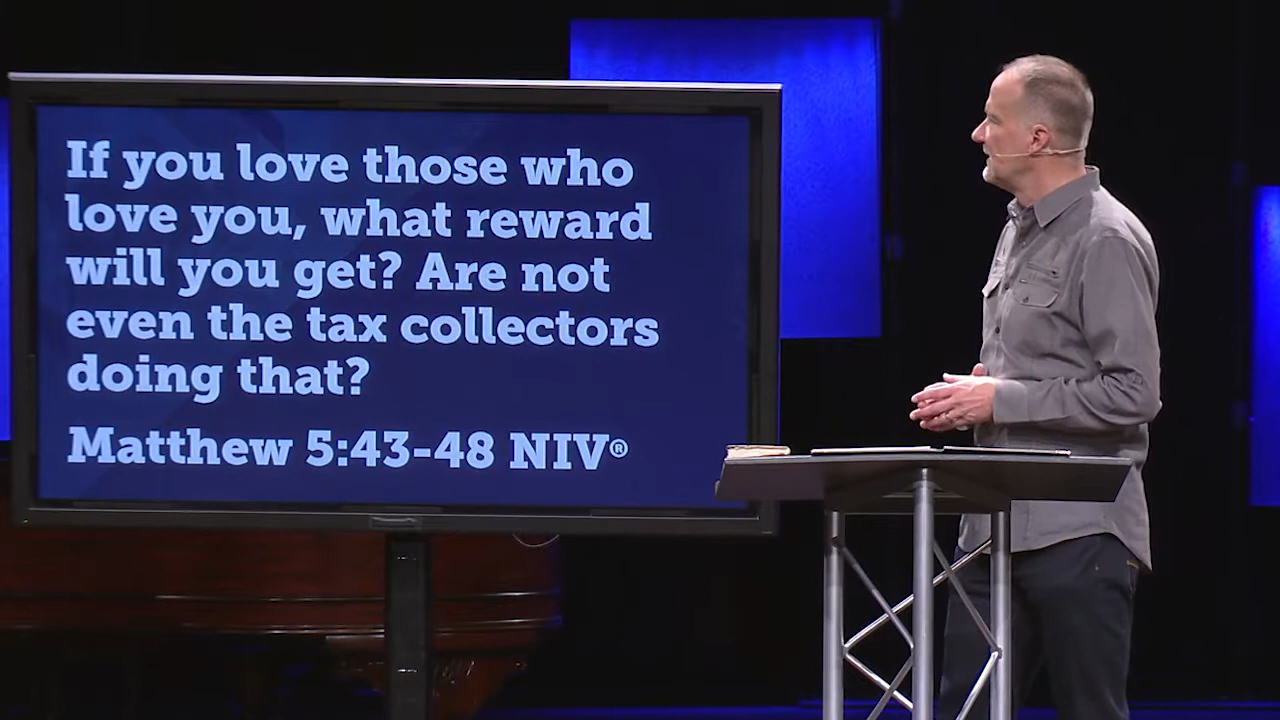 If you love those who
love you, what reward
will you get? Are not
even the tax collectors
doing that?
Matthew 5:43-48 NIV®